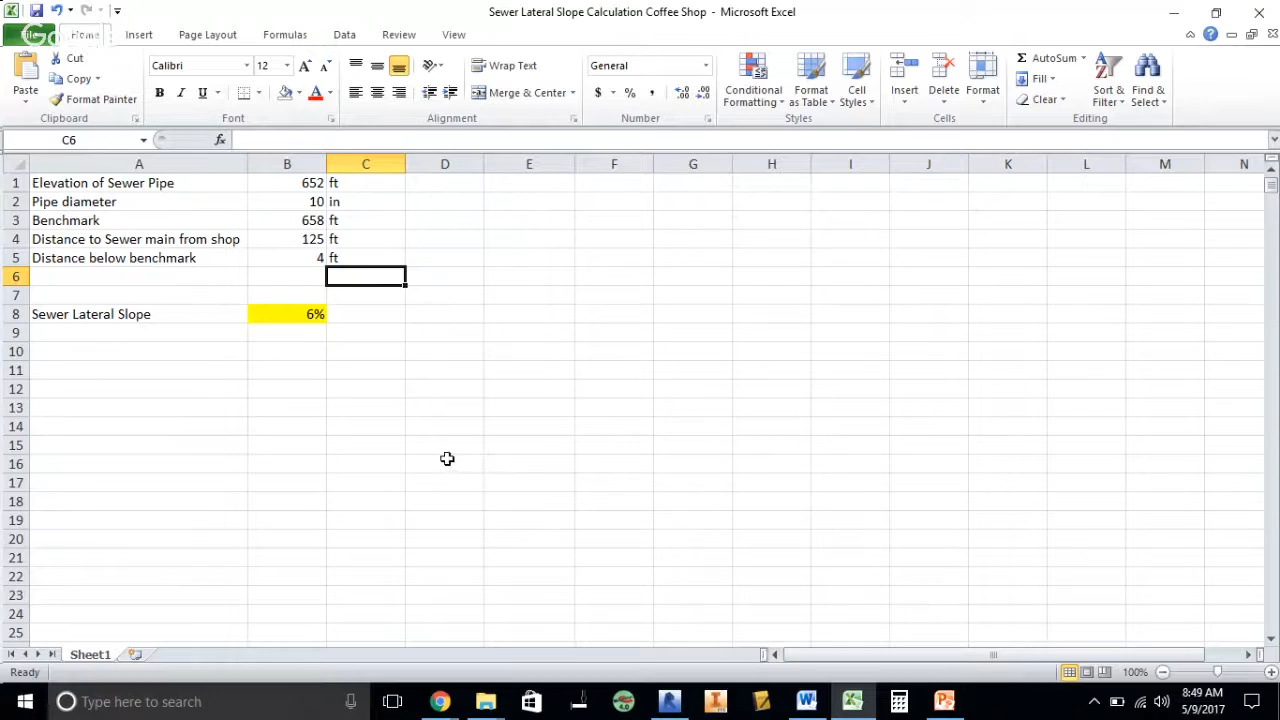 Sewer Lateral Slope Calculation Coffee Shop - Microsoft Excel
Insert Page Layout Formulas Data Review View
Paste
Cut
Copy
Format Painter
Clipboard
Calibri 12
B I U
Font
Wrap Text
Merge & Center
Alignment
General
$ % ,
Number
Conditional Formatting
Format as Table
Cell Styles
Styles
Insert Delete Format
Cells
AutoSum
Fill
Clear
Sort & Filter
Find & Select
Editing
C6 fx
A B C D E F G H I J K L M N
1 Elevation of Sewer Pipe 652 ft
2 Pipe diameter 10 in
3 Benchmark 658 ft
4 Distance to Sewer main from shop 125 ft
5 Distance below benchmark 4 ft
6
7
8 Sewer Lateral Slope 6%
9
10
11
12
13
14
15
16
17
18
19
20
21
22
23
24
25
Sheet1
Ready 100%
Type here to search
8:49 AM
5/9/2017